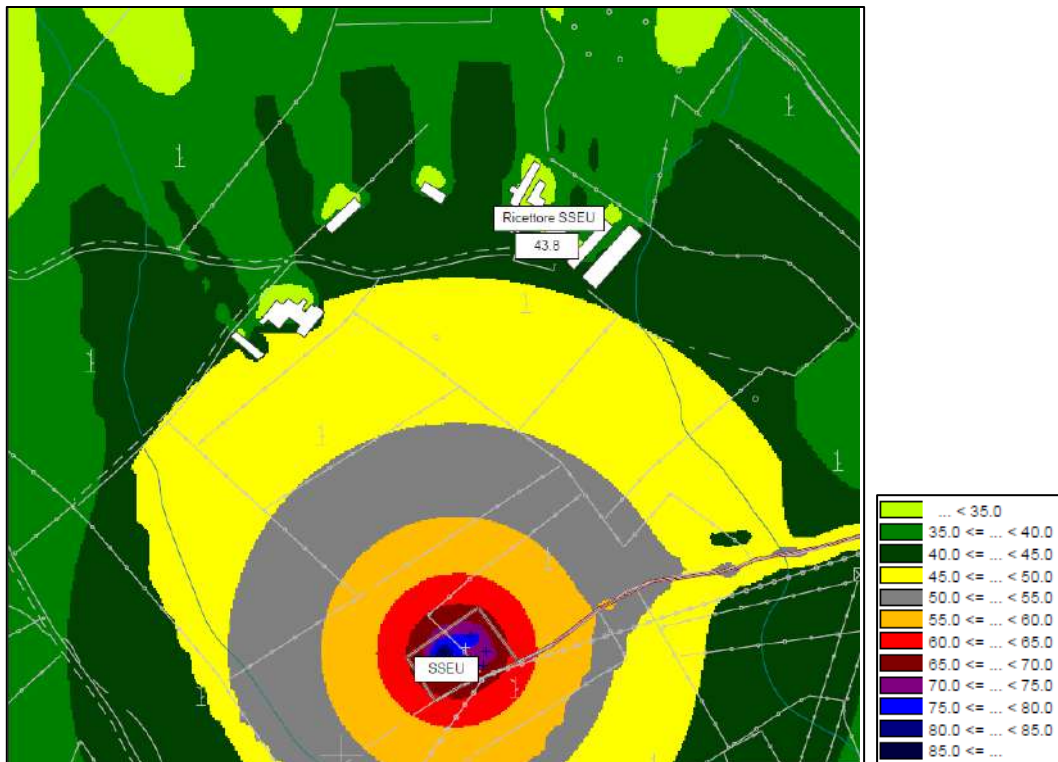 Ricettore SSEU
43.8
SSEU
... < 35.0
35.0 <= ... < 40.0
40.0 <= ... < 45.0
45.0 <= ... < 50.0
50.0 <= ... < 55.0
55.0 <= ... < 60.0
60.0 <= ... < 65.0
65.0 <= ... < 70.0
70.0 <= ... < 75.0
75.0 <= ... < 80.0
80.0 <= ... < 85.0
85.0 <= ...